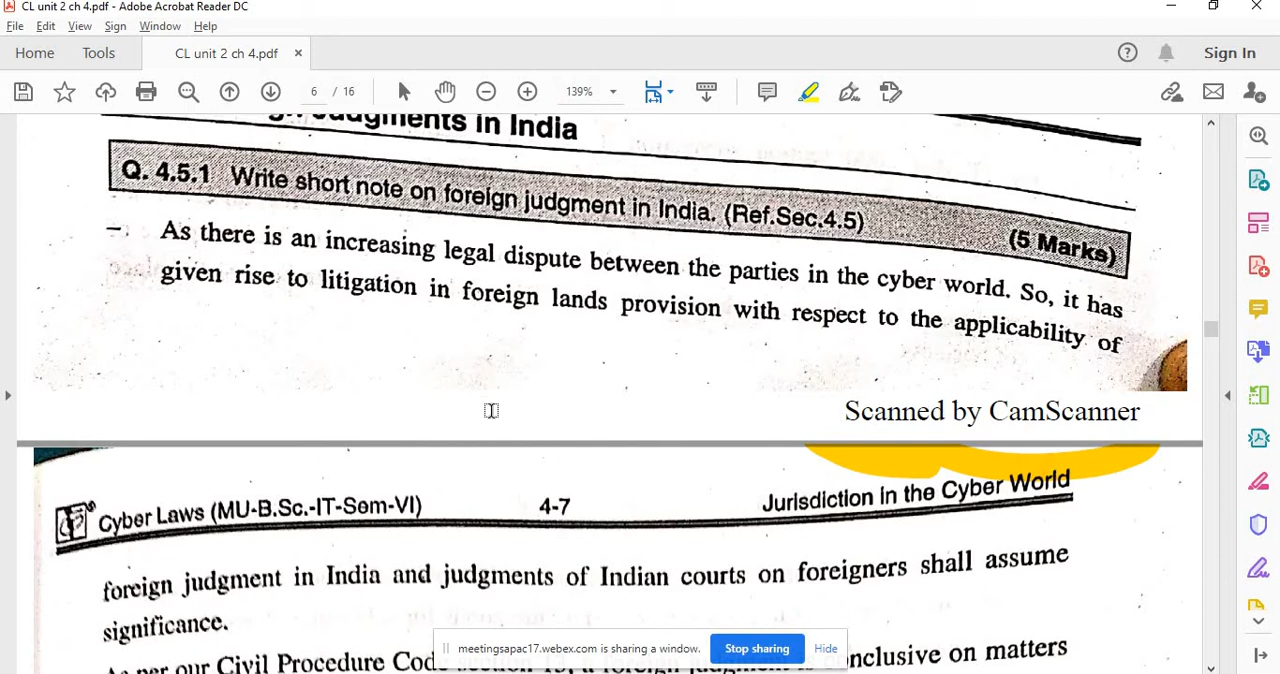 CL unit 2 ch 4.pdf - Adobe Acrobat Reader DC
File Edit View Sign Window Help
Home Tools CL unit 2 ch 4.pdf × Sign In
6 / 16 139%
Judgments in India
Q. 4.5.1 Write short note on foreign judgment in India. (Ref.Sec.4.5)
(5 Marks)
– As there is an increasing legal dispute between the parties in the cyber world. So, it has
given rise to litigation in foreign lands provision with respect to the applicability of
Scanned by CamScanner
Cyber Laws (MU-B.Sc.-IT-Sem-VI) 4-7 Jurisdiction in the Cyber World
foreign judgment in India and judgments of Indian courts on foreigners shall assume
significance.
As per our Civil Procedure Code section a foreign judgment conclusive on matters
meetingsapac17.webex.com is sharing a window. Stop sharing Hide